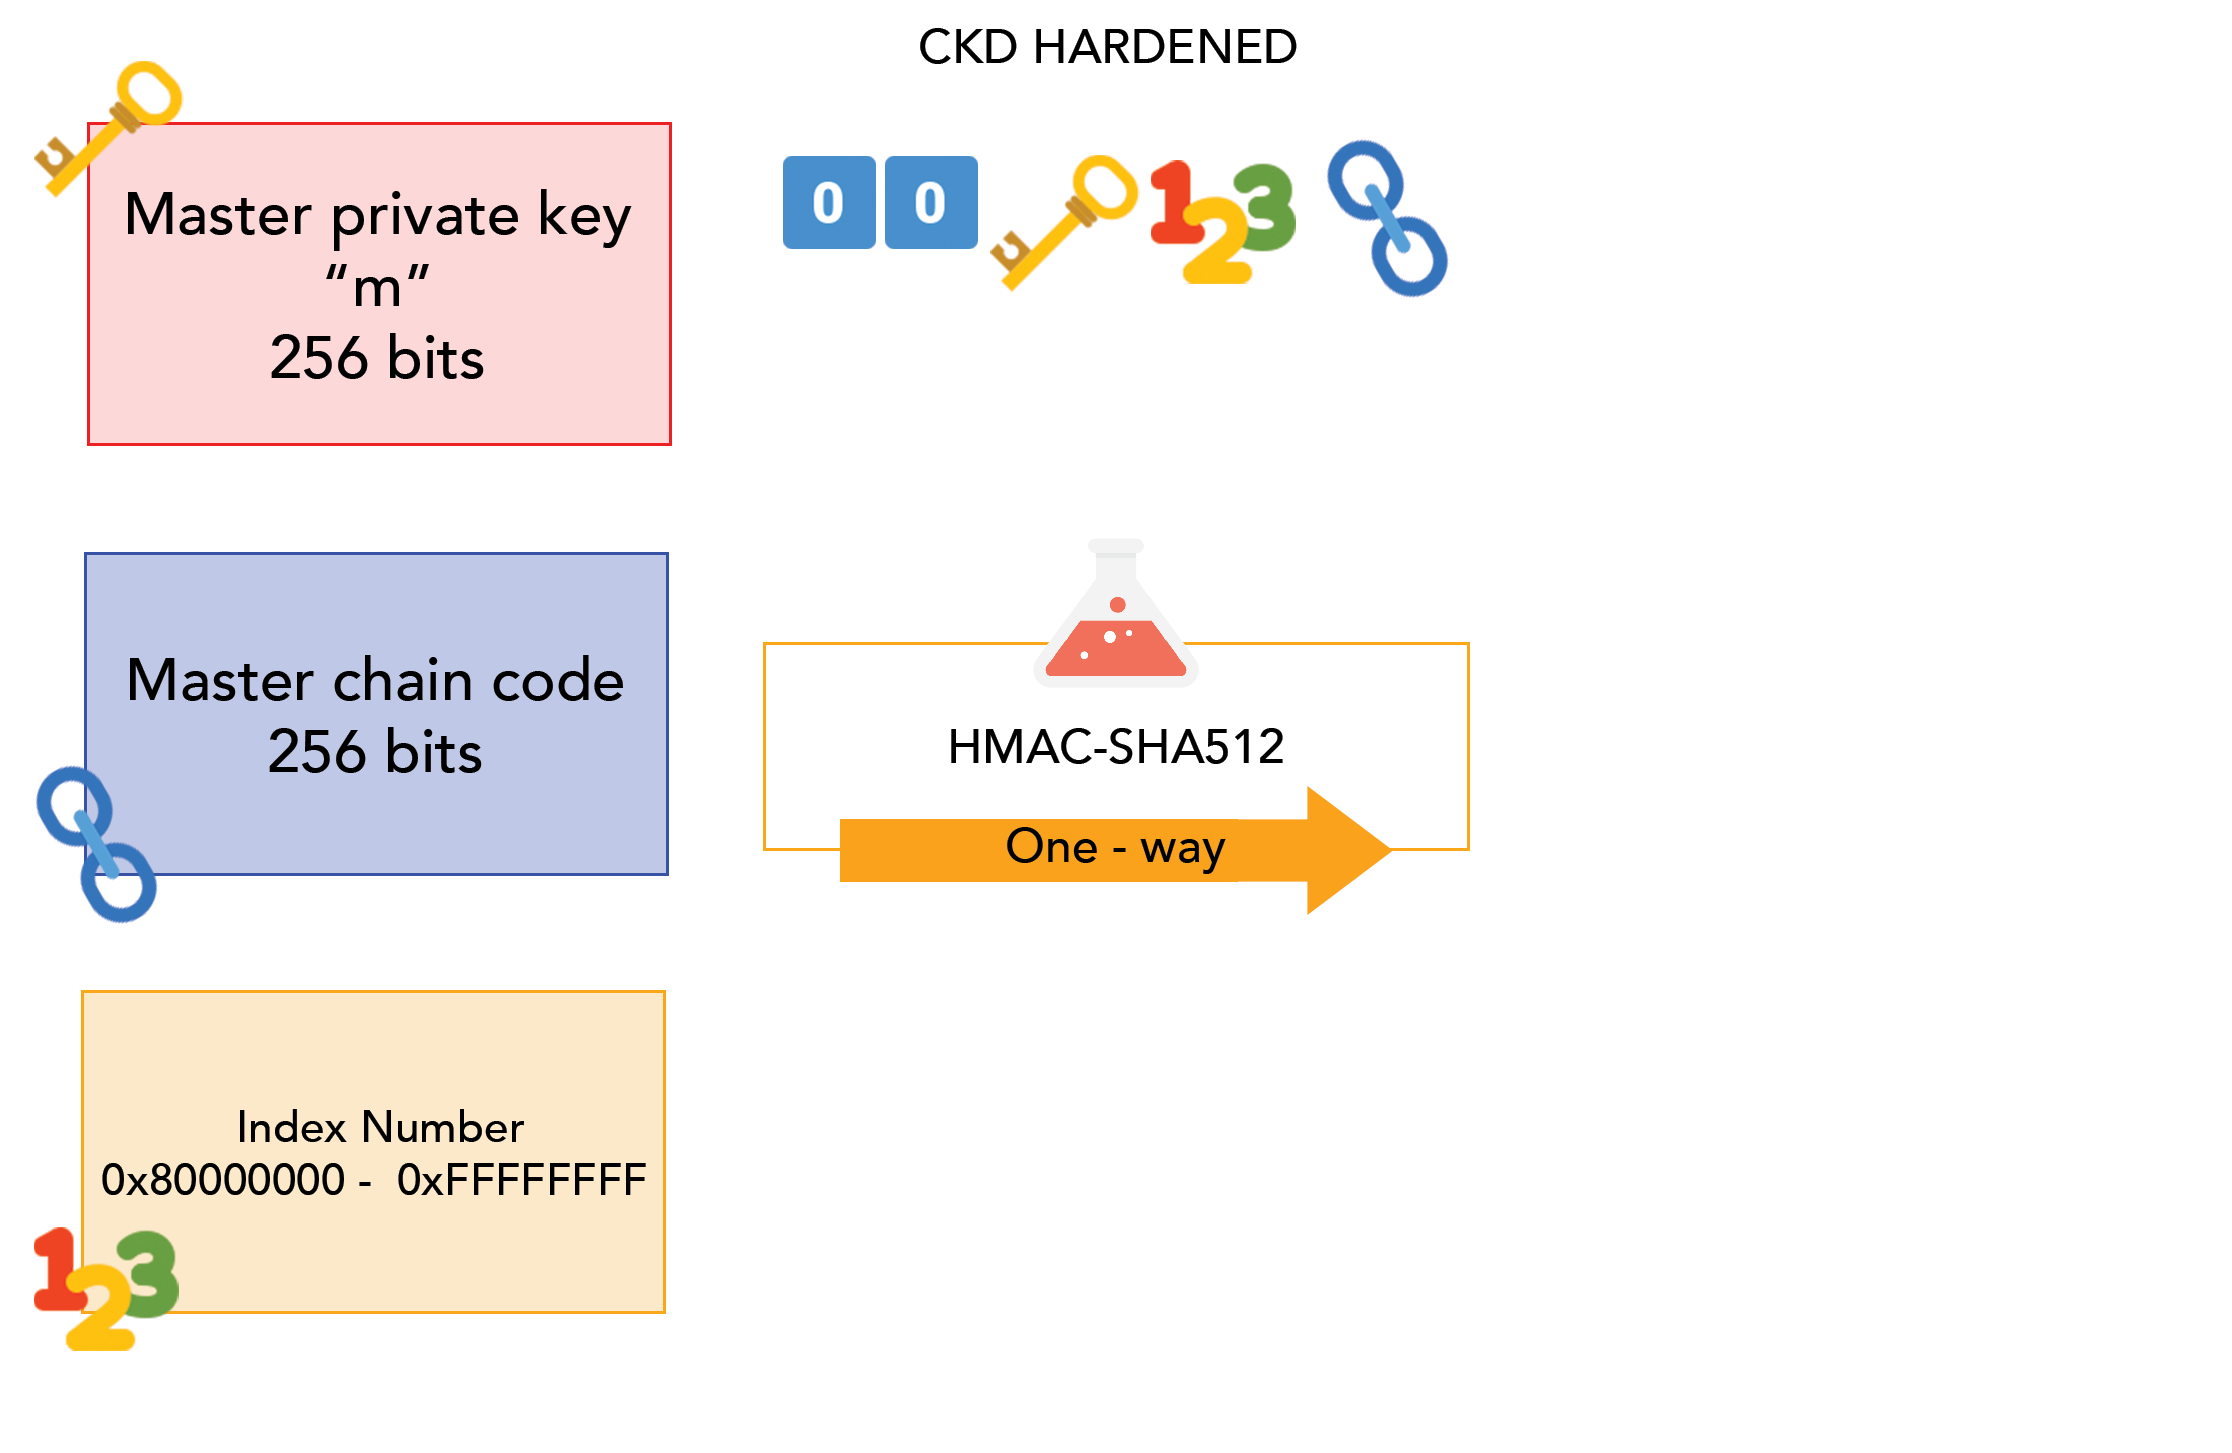 CKD HARDENED
Master private key
“m”
256 bits
0 0
1 2 3
Master chain code
256 bits
HMAC-SHA512
One - way
Index Number
0x80000000 - 0xFFFFFFFF
1 2 3